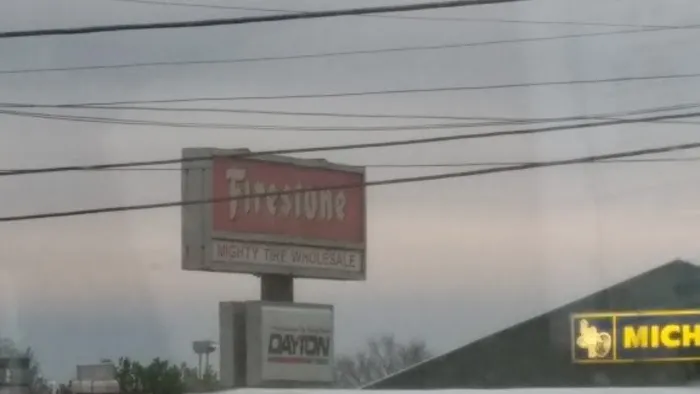 Firestone
MIGHTY TIRE WHOLESALE
DAYTON
MICH